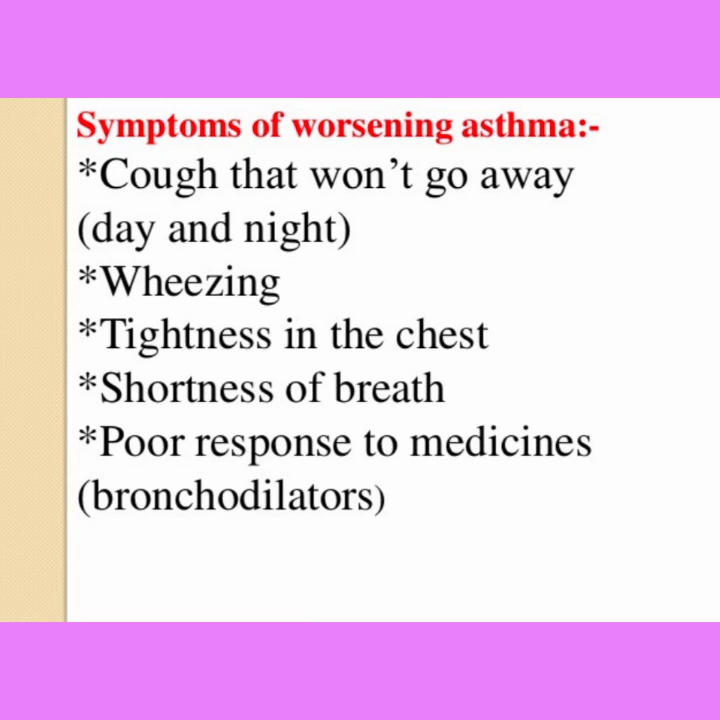 Symptoms of worsening asthma:-
*Cough that won’t go away
(day and night)
*Wheezing
*Tightness in the chest
*Shortness of breath
*Poor response to medicines
(bronchodilators)